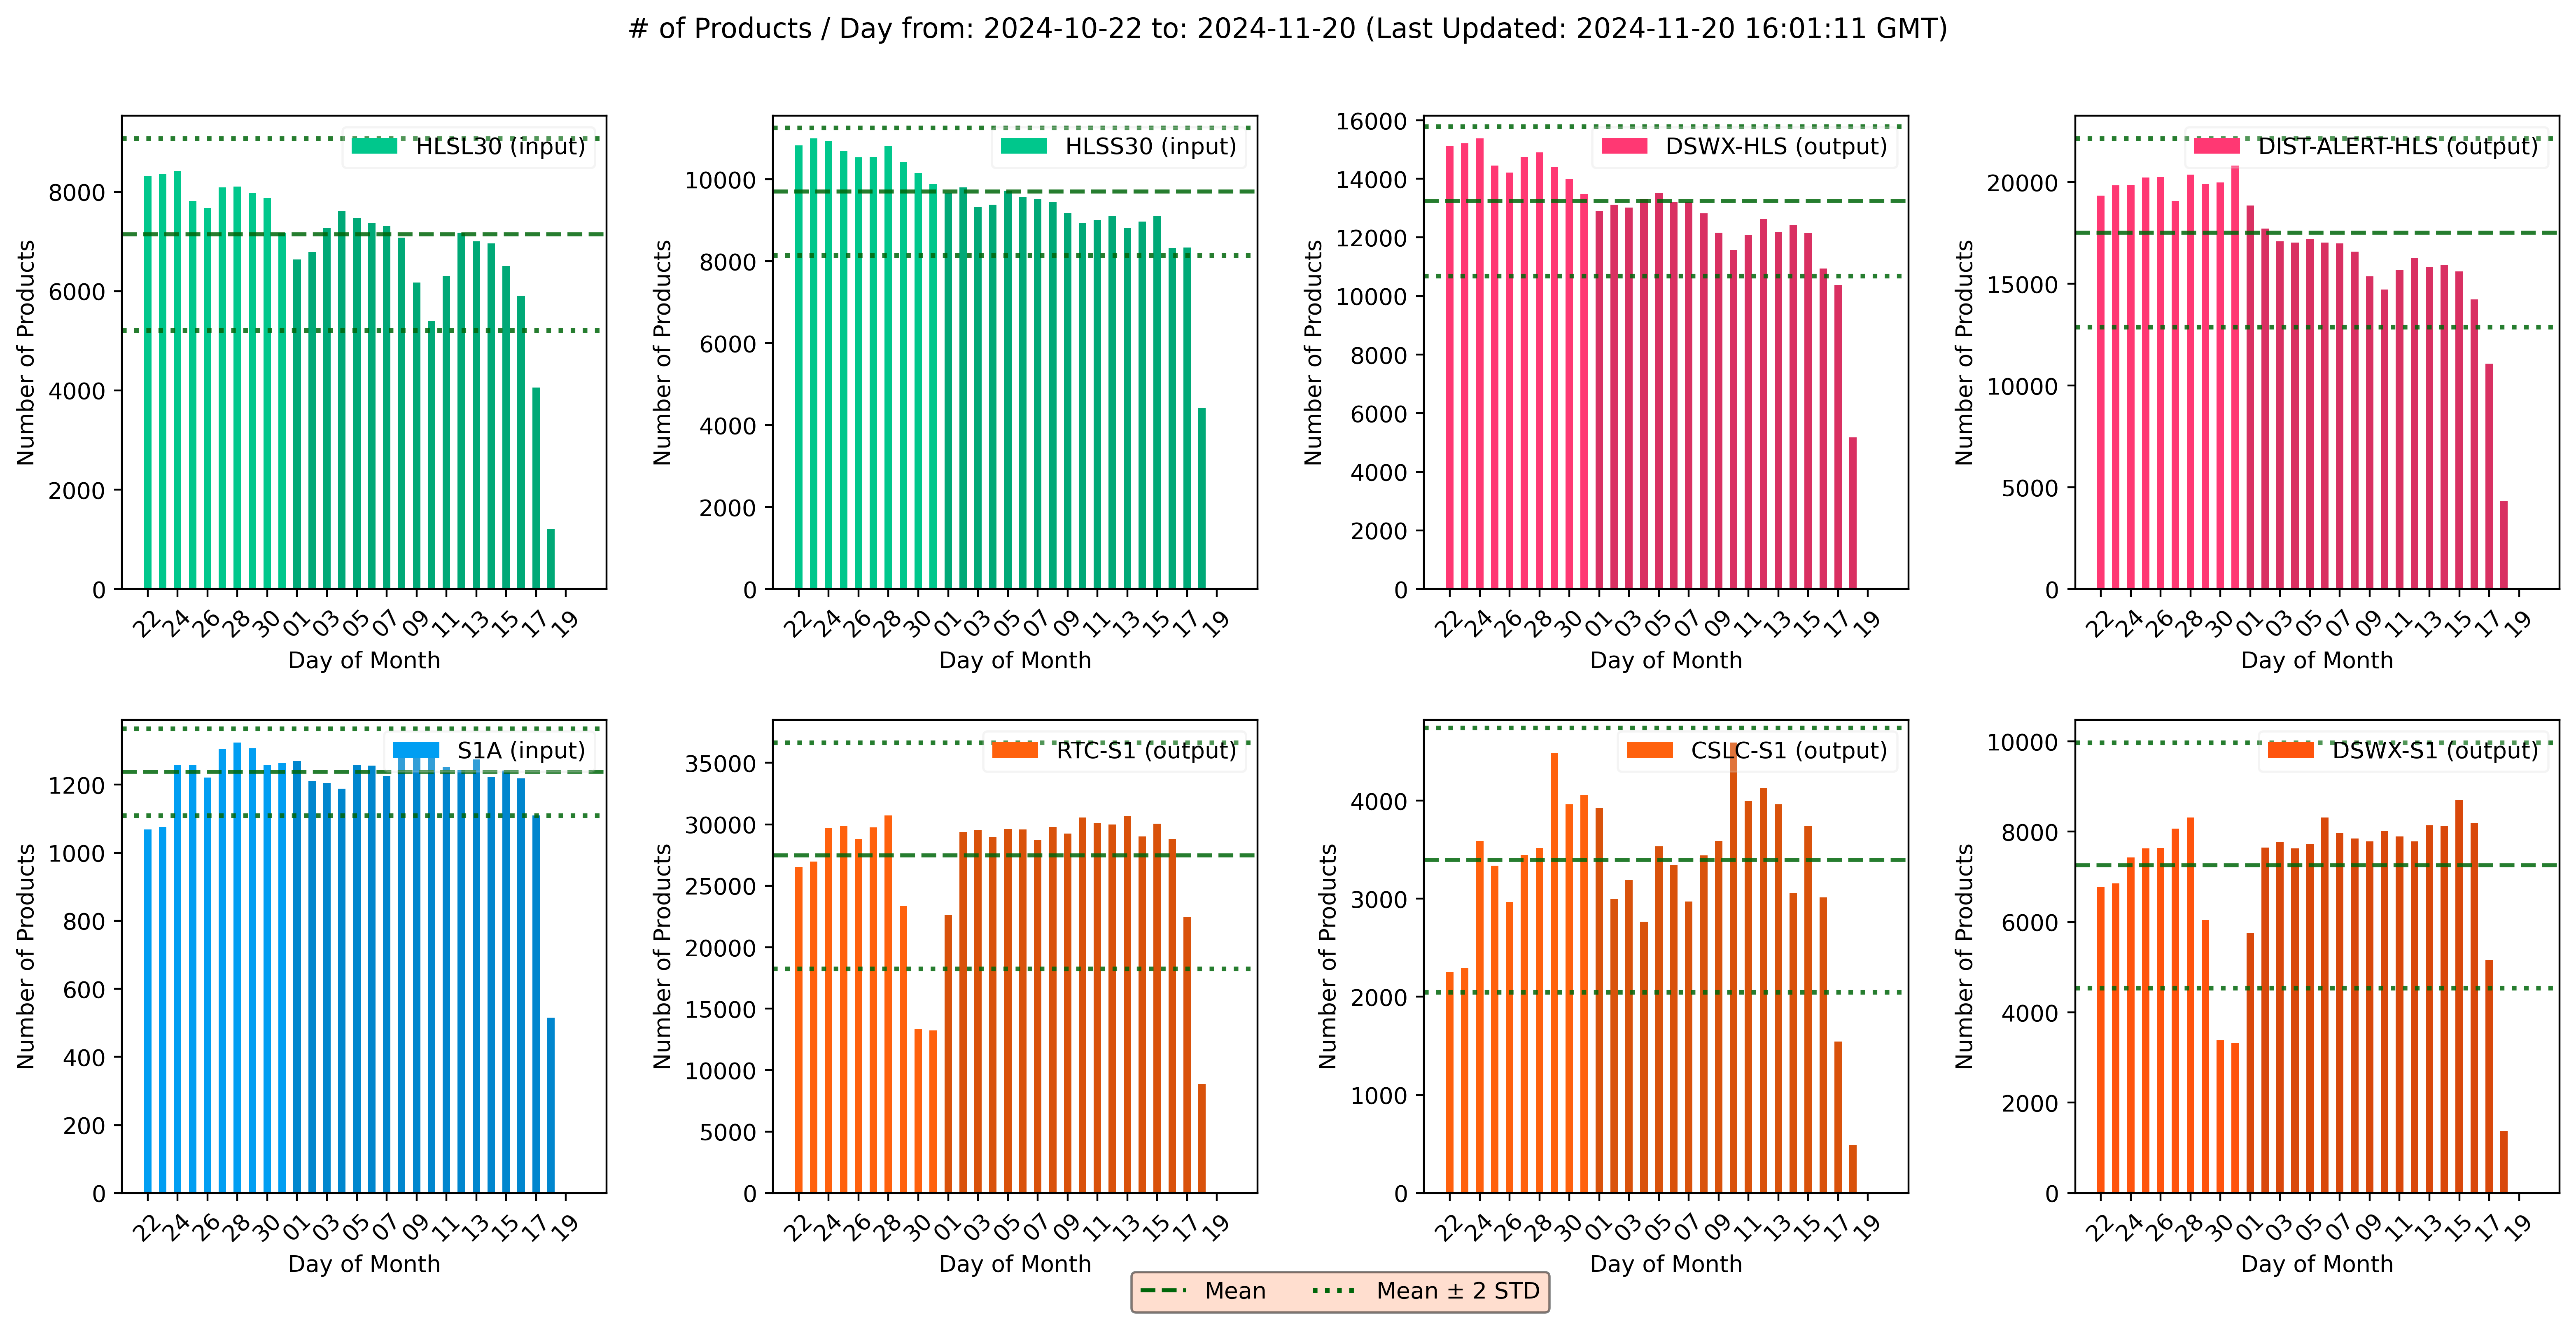 # of Products / Day from: 2024-10-22 to: 2024-11-20 (Last Updated: 2024-11-20 16:01:11 GMT)
HLSL30 (input)
Number of Products
8000
6000
4000
2000
0
22 24 26 28 30 01 03 05 07 09 11 13 15 17 19
Day of Month
HLSS30 (input)
Number of Products
10000
8000
6000
4000
2000
0
22 24 26 28 30 01 03 05 07 09 11 13 15 17 19
Day of Month
DSWX-HLS (output)
Number of Products
16000
14000
12000
10000
8000
6000
4000
2000
0
22 24 26 28 30 01 03 05 07 09 11 13 15 17 19
Day of Month
DIST-ALERT-HLS (output)
Number of Products
20000
15000
10000
5000
0
22 24 26 28 30 01 03 05 07 09 11 13 15 17 19
Day of Month
S1A (input)
Number of Products
1200
1000
800
600
400
200
0
22 24 26 28 30 01 03 05 07 09 11 13 15 17 19
Day of Month
RTC-S1 (output)
Number of Products
35000
30000
25000
20000
15000
10000
5000
0
22 24 26 28 30 01 03 05 07 09 11 13 15 17 19
Day of Month
CSLC-S1 (output)
Number of Products
4000
3000
2000
1000
0
22 24 26 28 30 01 03 05 07 09 11 13 15 17 19
Day of Month
DSWX-S1 (output)
Number of Products
10000
8000
6000
4000
2000
0
22 24 26 28 30 01 03 05 07 09 11 13 15 17 19
Day of Month
Mean
Mean ± 2 STD